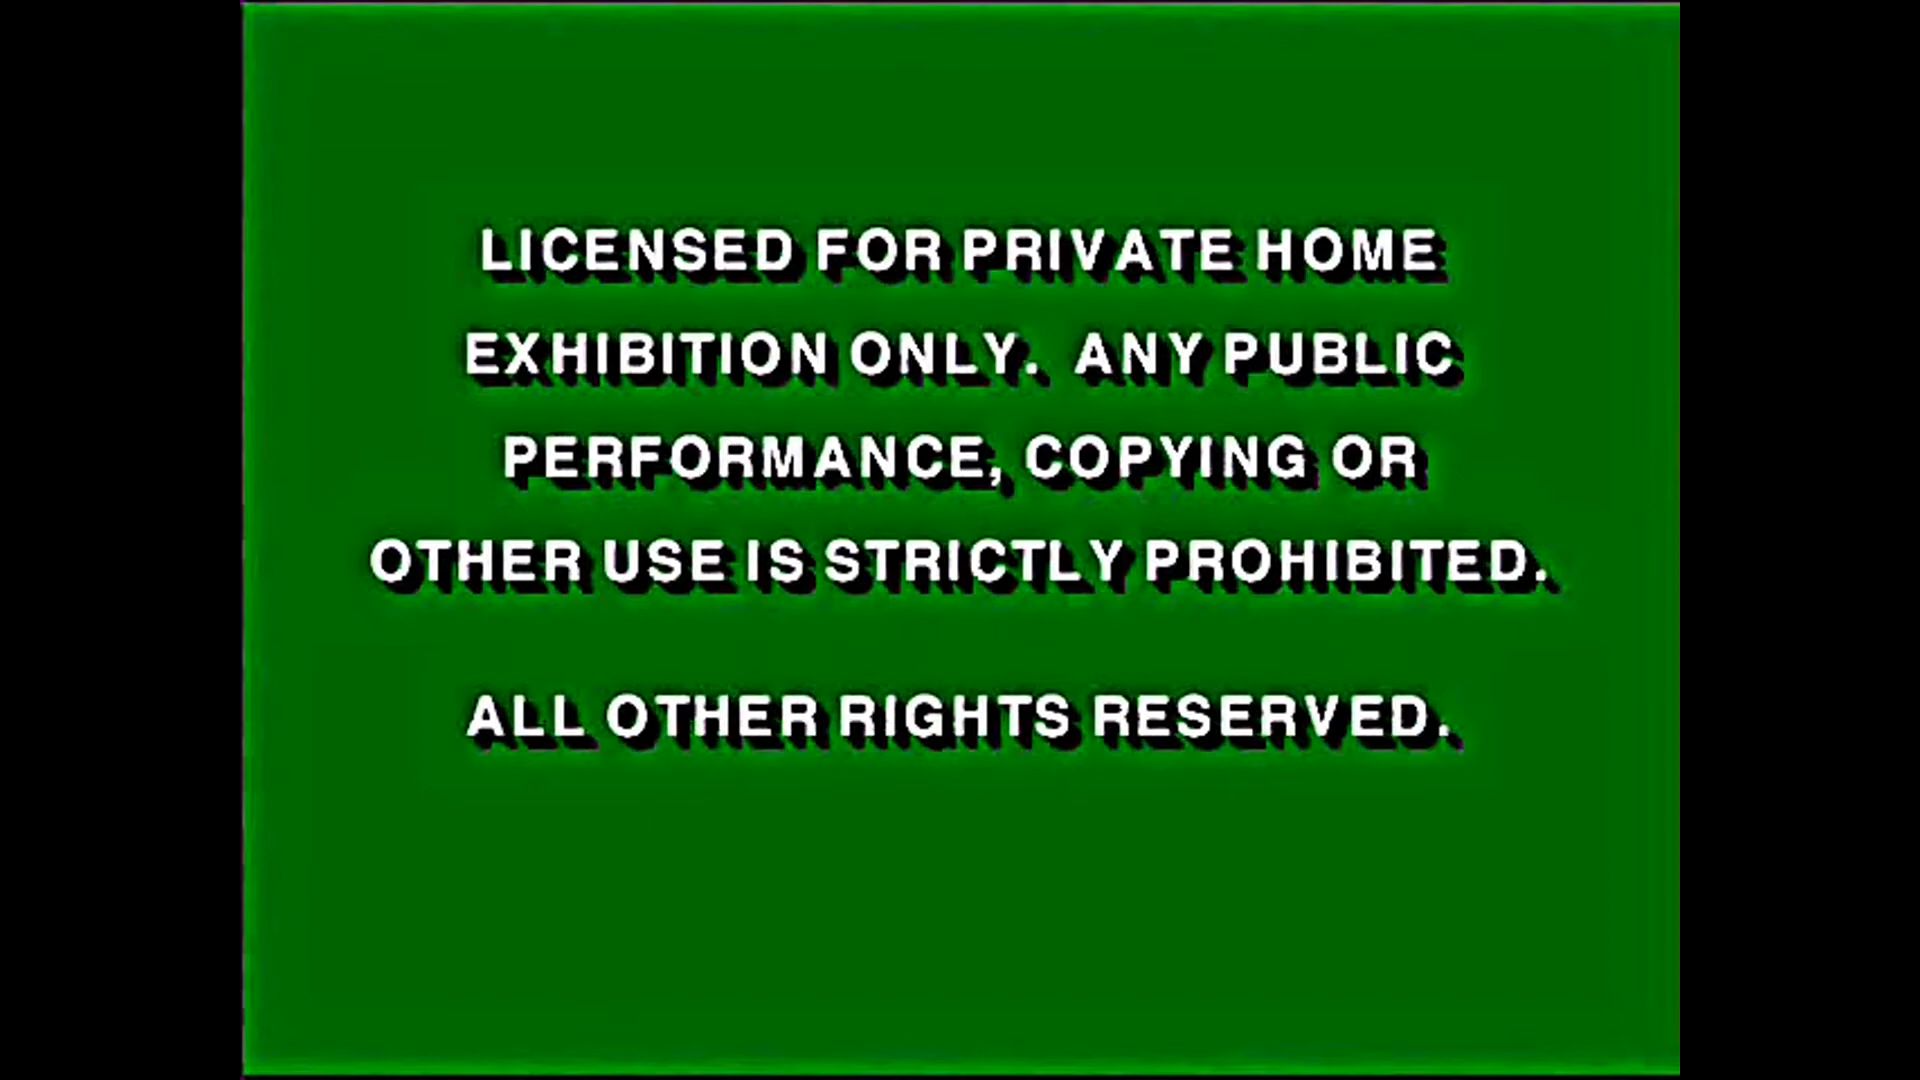 LICENSED FOR PRIVATE HOME
EXHIBITION ONLY. ANY PUBLIC
PERFORMANCE, COPYING OR
OTHER USE IS STRICTLY PROHIBITED.
ALL OTHER RIGHTS RESERVED.